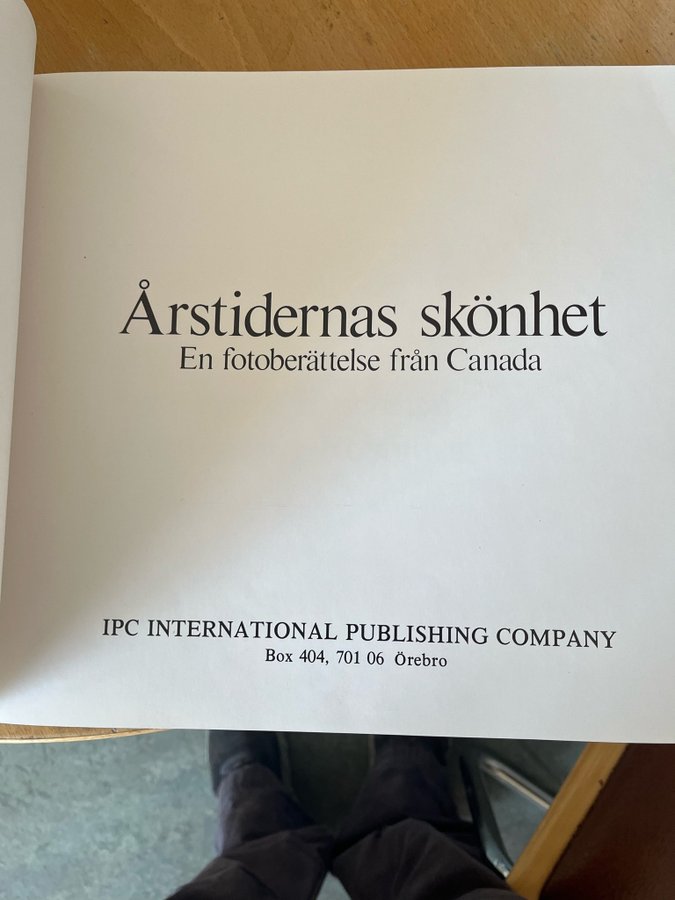 Årstidernas skönhet
En fotoberättelse från Canada
IPC INTERNATIONAL PUBLISHING COMPANY
Box 404, 701 06 Örebro